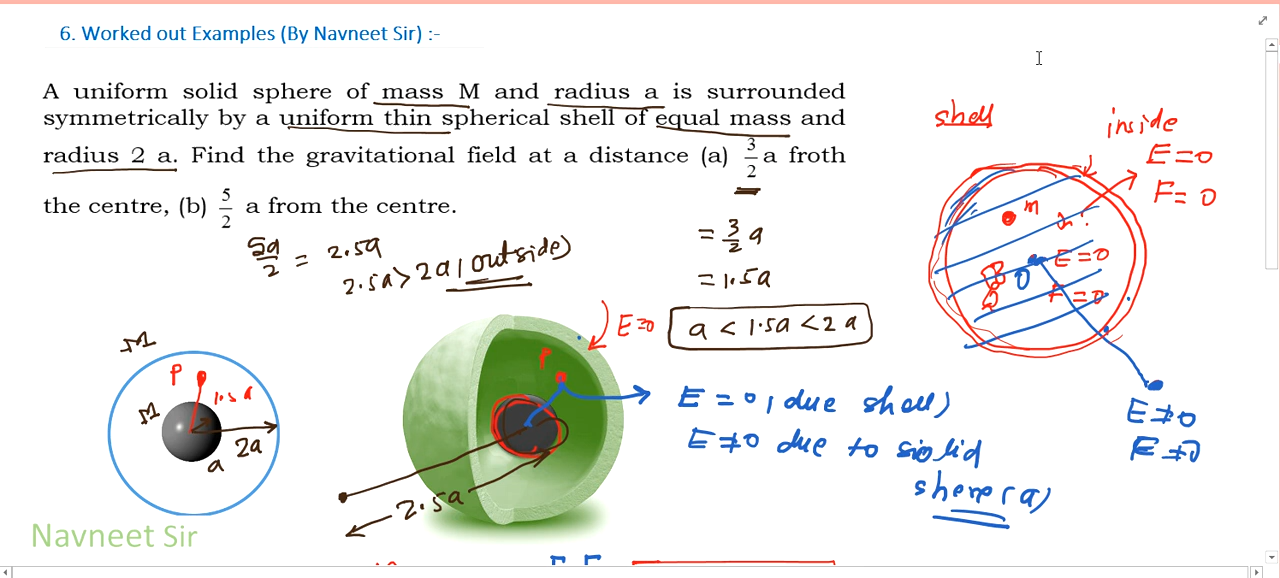 6. Worked out Examples (By Navneet Sir) :-
A uniform solid sphere of mass M and radius a is surrounded
symmetrically by a uniform thin spherical shell of equal mass and
radius 2 a. Find the gravitational field at a distance (a) 3/2 a froth
the centre, (b) 5/2 a from the centre.
5a/2 = 2.5a
2.5a > 2a (outside)
= 3/2 a
= 1.5a
a < 1.5a < 2a
shell
inside
E=0
F=0
m
E=0
O
F=0
E≠0
E≠0
M
P
1.5a
M
2a
a
E=0
P
2.5a
E = 0, due shell)
E≠0 due to siolid
shere (a)
Navneet Sir